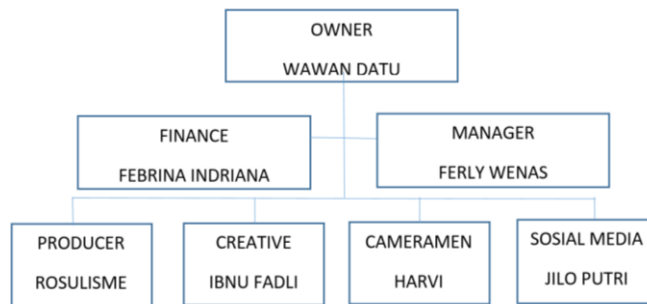 OWNER
WAWAN DATU
FINANCE
FEBRINA INDRIANA
MANAGER
FERLY WENAS
PRODUCER
ROSULISME
CREATIVE
IBNU FADLI
CAMERAMEN
HARVI
SOSIAL MEDIA
JILO PUTRI